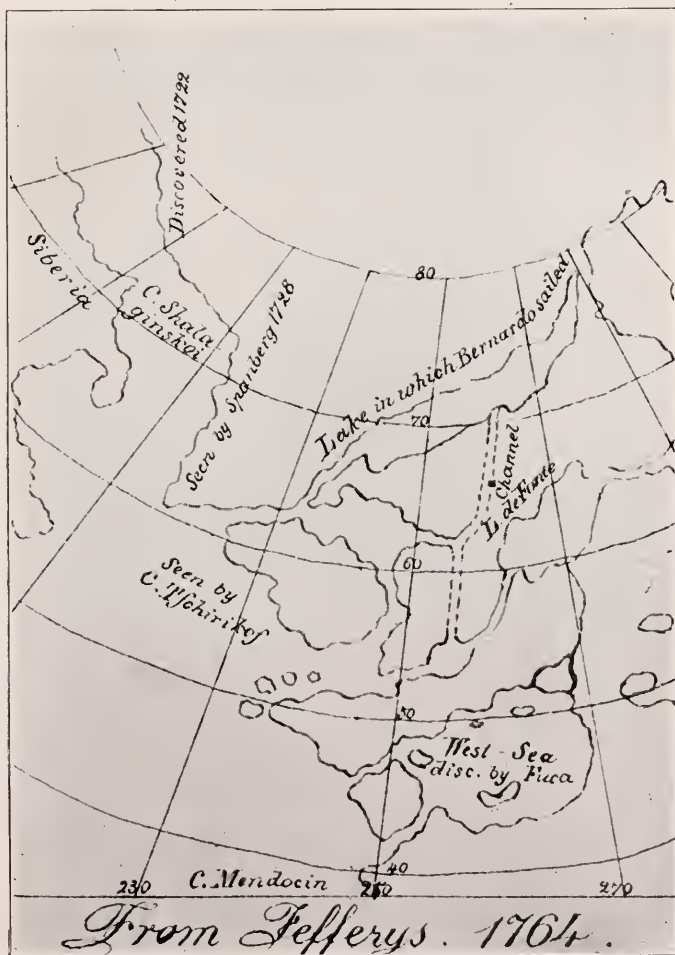 Discovered 1722
Siberia
C. Shala
ginskoi
Seen by Spanberg 1728
80
Lake in which Bernardo sailed
70
Channel
L. de Fonte
60
Seen by
C. Tschirikof
50
West-Sea
disc. by Fuca
40
230
C. Mendocin
250
270
From Jefferys. 1764.